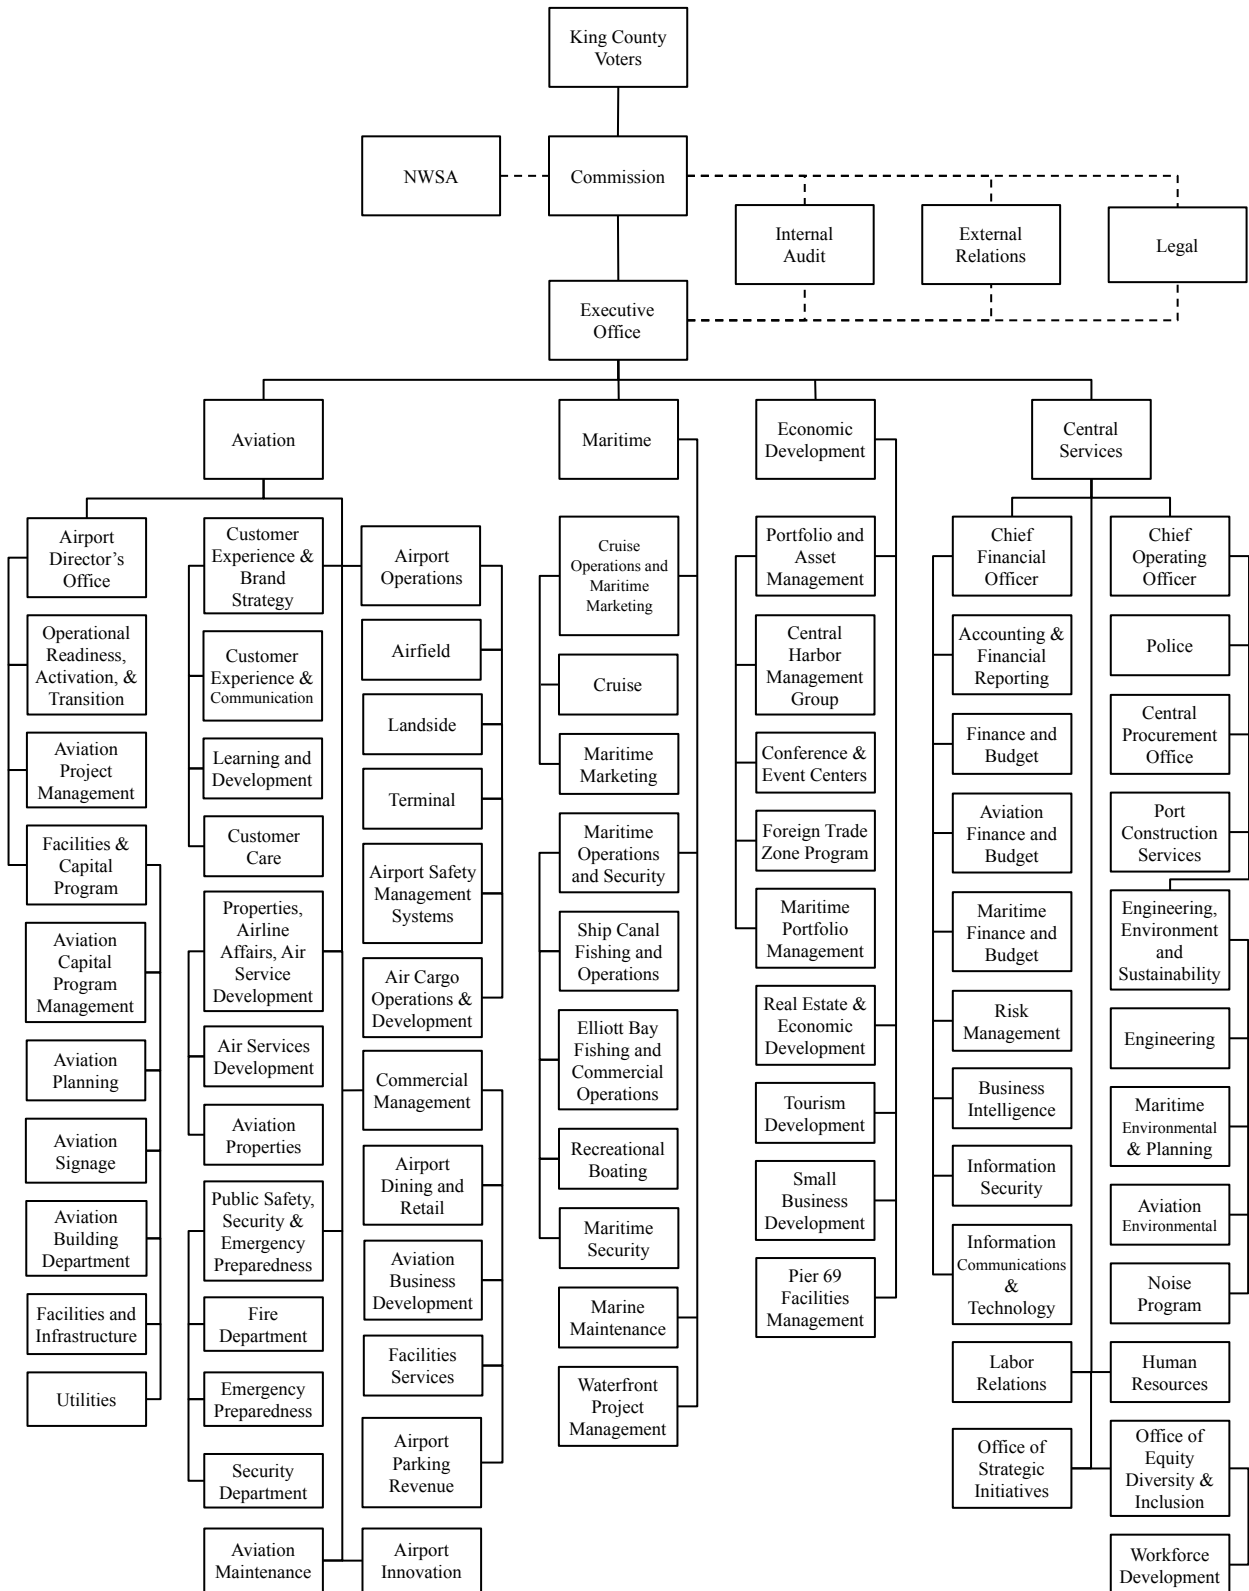 King County
Voters
NWSA
Commission
Internal
Audit
External
Relations
Legal
Executive
Office
Aviation
Maritime
Economic
Development
Central
Services
Airport
Director’s
Office
Operational
Readiness,
Activation, &
Transition
Aviation
Project
Management
Facilities &
Capital
Program
Aviation
Capital
Program
Management
Aviation
Planning
Aviation
Signage
Aviation
Building
Department
Facilities and
Infrastructure
Utilities
Customer
Experience &
Brand
Strategy
Customer
Experience &
Communication
Learning and
Development
Customer
Care
Properties,
Airline
Affairs, Air
Service
Development
Air Services
Development
Aviation
Properties
Public Safety,
Security &
Emergency
Preparedness
Fire
Department
Emergency
Preparedness
Security
Department
Aviation
Maintenance
Airport
Operations
Airfield
Landside
Terminal
Airport Safety
Management
Systems
Air Cargo
Operations &
Development
Commercial
Management
Airport
Dining and
Retail
Aviation
Business
Development
Facilities
Services
Airport
Parking
Revenue
Airport
Innovation
Cruise
Operations and
Maritime
Marketing
Cruise
Maritime
Marketing
Maritime
Operations
and Security
Ship Canal
Fishing and
Operations
Elliott Bay
Fishing and
Commercial
Operations
Recreational
Boating
Maritime
Security
Marine
Maintenance
Waterfront
Project
Management
Portfolio and
Asset
Management
Central
Harbor
Management
Group
Conference &
Event Centers
Foreign Trade
Zone Program
Maritime
Portfolio
Management
Real Estate &
Economic
Development
Tourism
Development
Small
Business
Development
Pier 69
Facilities
Management
Chief
Financial
Officer
Accounting &
Financial
Reporting
Finance and
Budget
Aviation
Finance and
Budget
Maritime
Finance and
Budget
Risk
Management
Business
Intelligence
Information
Security
Information
Communications
&
Technology
Labor
Relations
Office of
Strategic
Initiatives
Chief
Operating
Officer
Police
Central
Procurement
Office
Port
Construction
Services
Engineering,
Environment
and
Sustainability
Engineering
Maritime
Environmental
& Planning
Aviation
Environmental
Noise
Program
Human
Resources
Office of
Equity
Diversity &
Inclusion
Workforce
Development